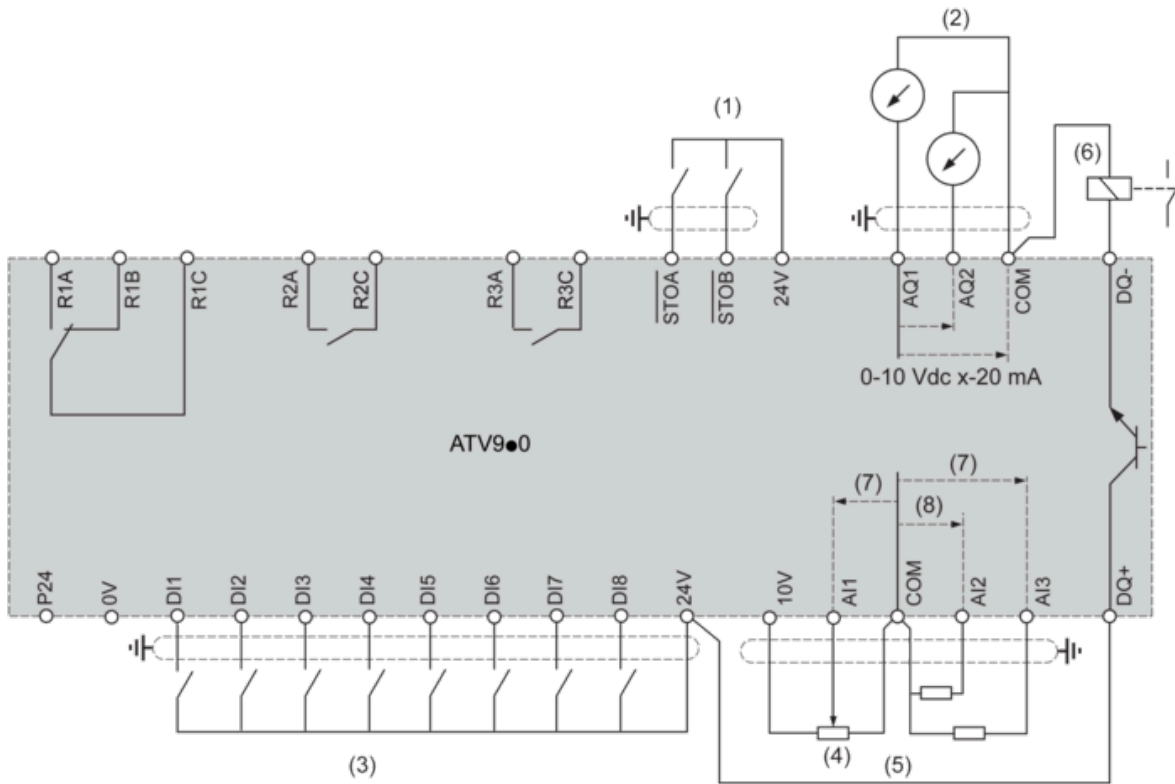 (2)
(1)
(6)
R1A R1B R1C R2A R2C R3A R3C STOA STOB 24V AQ1 AQ2 COM DQ-
0-10 Vdc x-20 mA
ATV9●0
(7)
(7)
(8)
P24 0V DI1 DI2 DI3 DI4 DI5 DI6 DI7 DI8 24V 10V AI1 COM AI2 AI3 DQ+
(4)
(3) (5)